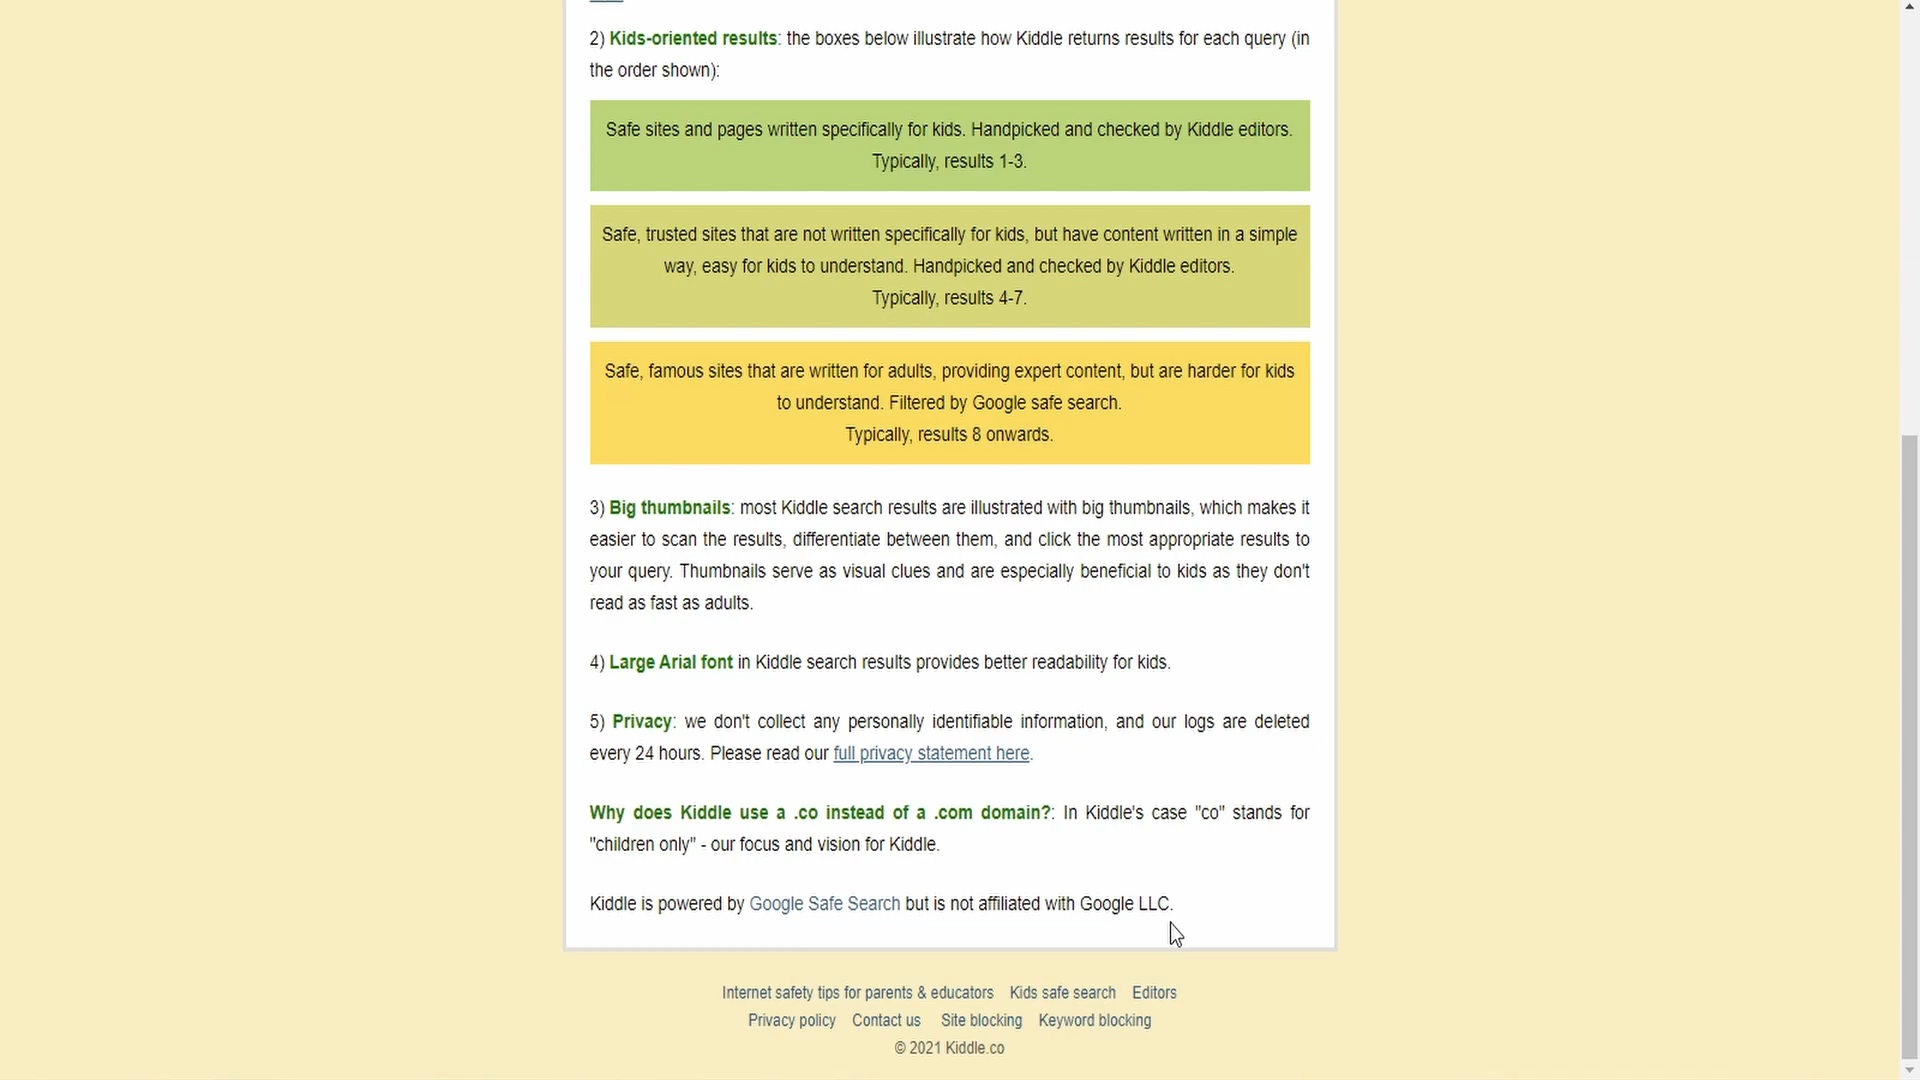 2) Kids-oriented results: the boxes below illustrate how Kiddle returns results for each query (in
the order shown):
Safe sites and pages written specifically for kids. Handpicked and checked by Kiddle editors.
Typically, results 1-3.
Safe, trusted sites that are not written specifically for kids, but have content written in a simple
way, easy for kids to understand. Handpicked and checked by Kiddle editors.
Typically, results 4-7.
Safe, famous sites that are written for adults, providing expert content, but are harder for kids
to understand. Filtered by Google safe search.
Typically, results 8 onwards.
3) Big thumbnails: most Kiddle search results are illustrated with big thumbnails, which makes it
easier to scan the results, differentiate between them, and click the most appropriate results to
your query. Thumbnails serve as visual clues and are especially beneficial to kids as they don't
read as fast as adults.
4) Large Arial font in Kiddle search results provides better readability for kids.
5) Privacy: we don't collect any personally identifiable information, and our logs are deleted
every 24 hours. Please read our full privacy statement here.
Why does Kiddle use a .co instead of a .com domain?: In Kiddle's case "co" stands for
"children only" - our focus and vision for Kiddle.
Kiddle is powered by Google Safe Search but is not affiliated with Google LLC.
Internet safety tips for parents & educators Kids safe search Editors
Privacy policy Contact us Site blocking Keyword blocking
© 2021 Kiddle.co